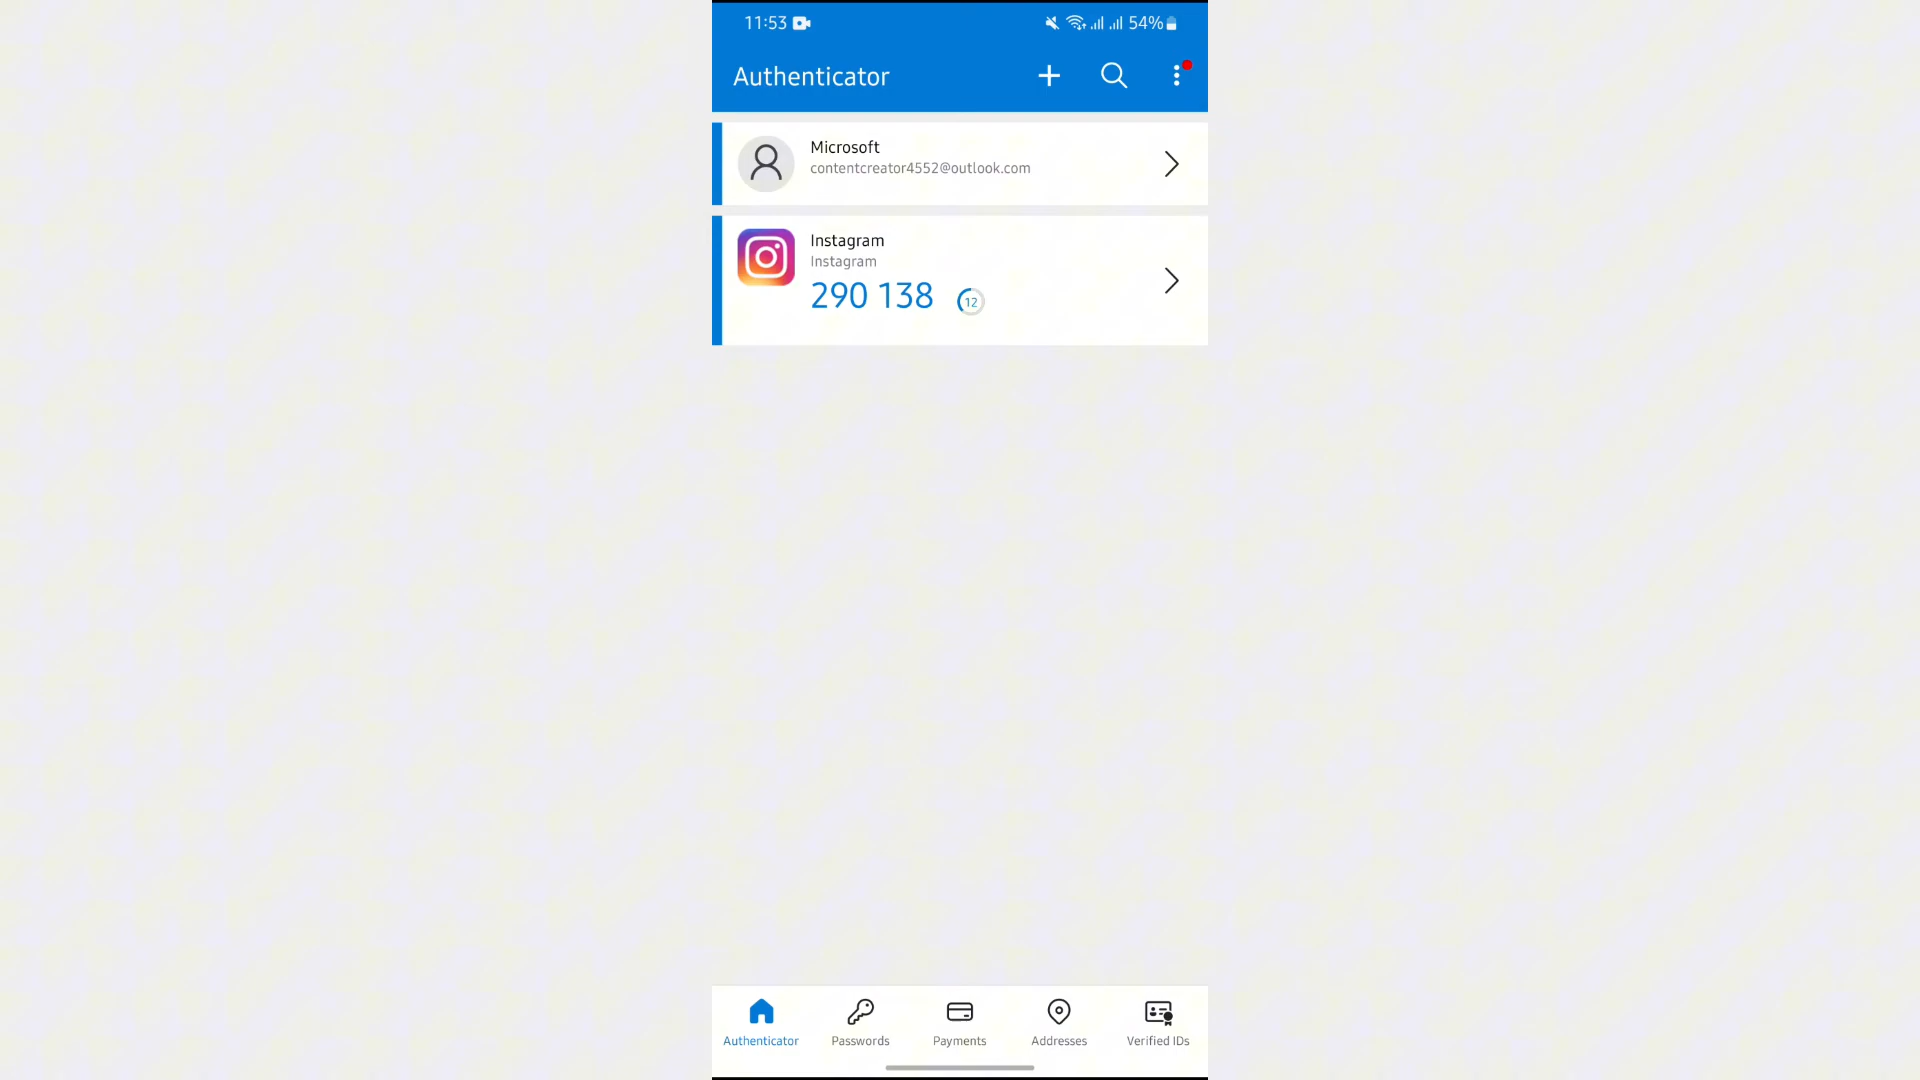 11:53 54%
Authenticator
Microsoft
contentcreator4552@outlook.com
Instagram
Instagram
290 138 12
Authenticator Passwords Payments Addresses Verified IDs